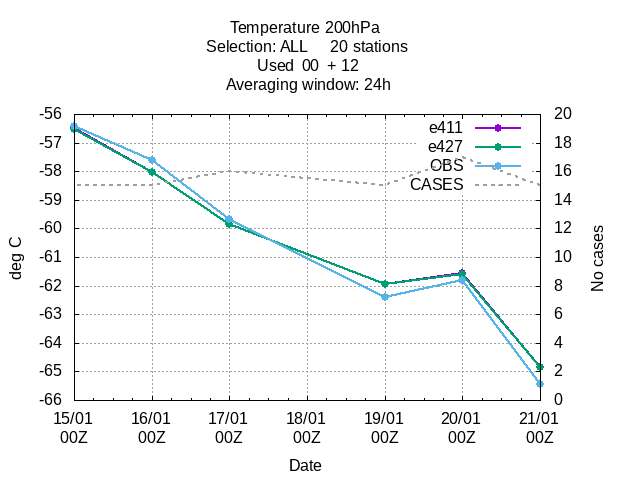 Temperature 200hPa
Selection: ALL     20 stations
Used  00  + 12
Averaging window: 24h
-56
-57
-58
-59
-60
-61
-62
-63
-64
-65
-66
20
18
16
14
12
10
8
6
4
2
0
e411
e427
OBS
CASES
deg C
No cases
15/01 16/01 17/01 18/01 19/01 20/01 21/01
00Z 00Z 00Z 00Z 00Z 00Z 00Z
Date